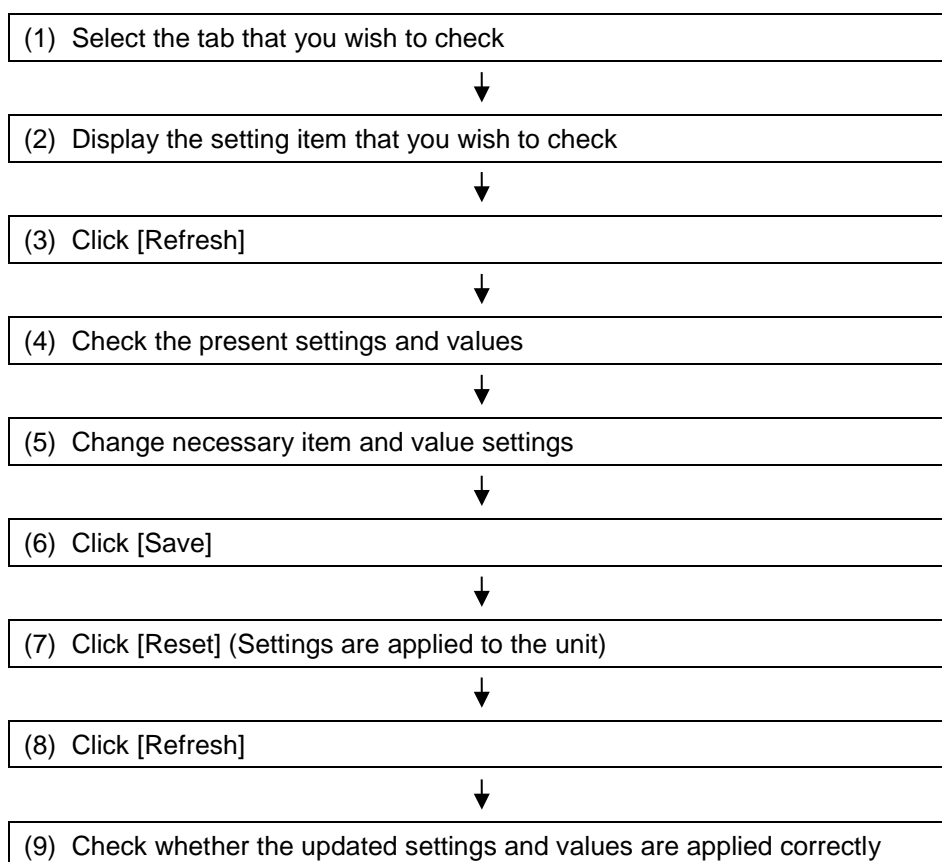 (1) Select the tab that you wish to check
(2) Display the setting item that you wish to check
(3) Click [Refresh]
(4) Check the present settings and values
(5) Change necessary item and value settings
(6) Click [Save]
(7) Click [Reset] (Settings are applied to the unit)
(8) Click [Refresh]
(9) Check whether the updated settings and values are applied correctly